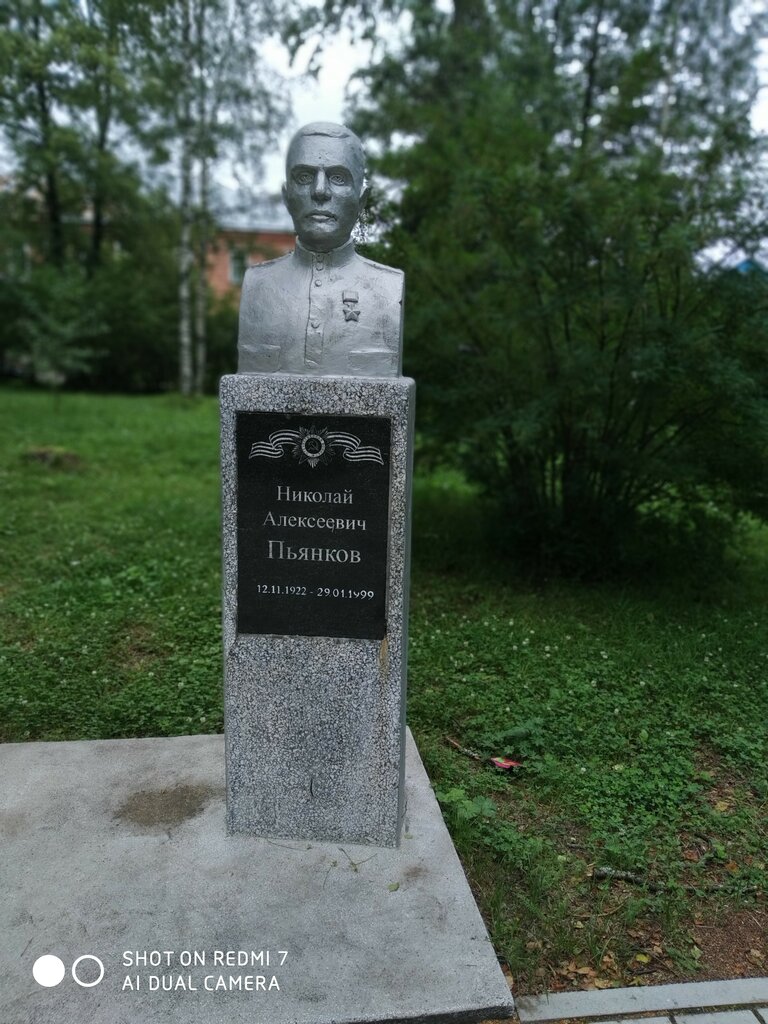 Николай
Алексеевич
Пьянков
12.11.1922 - 29.01.1999
SHOT ON REDMI 7
AI DUAL CAMERA